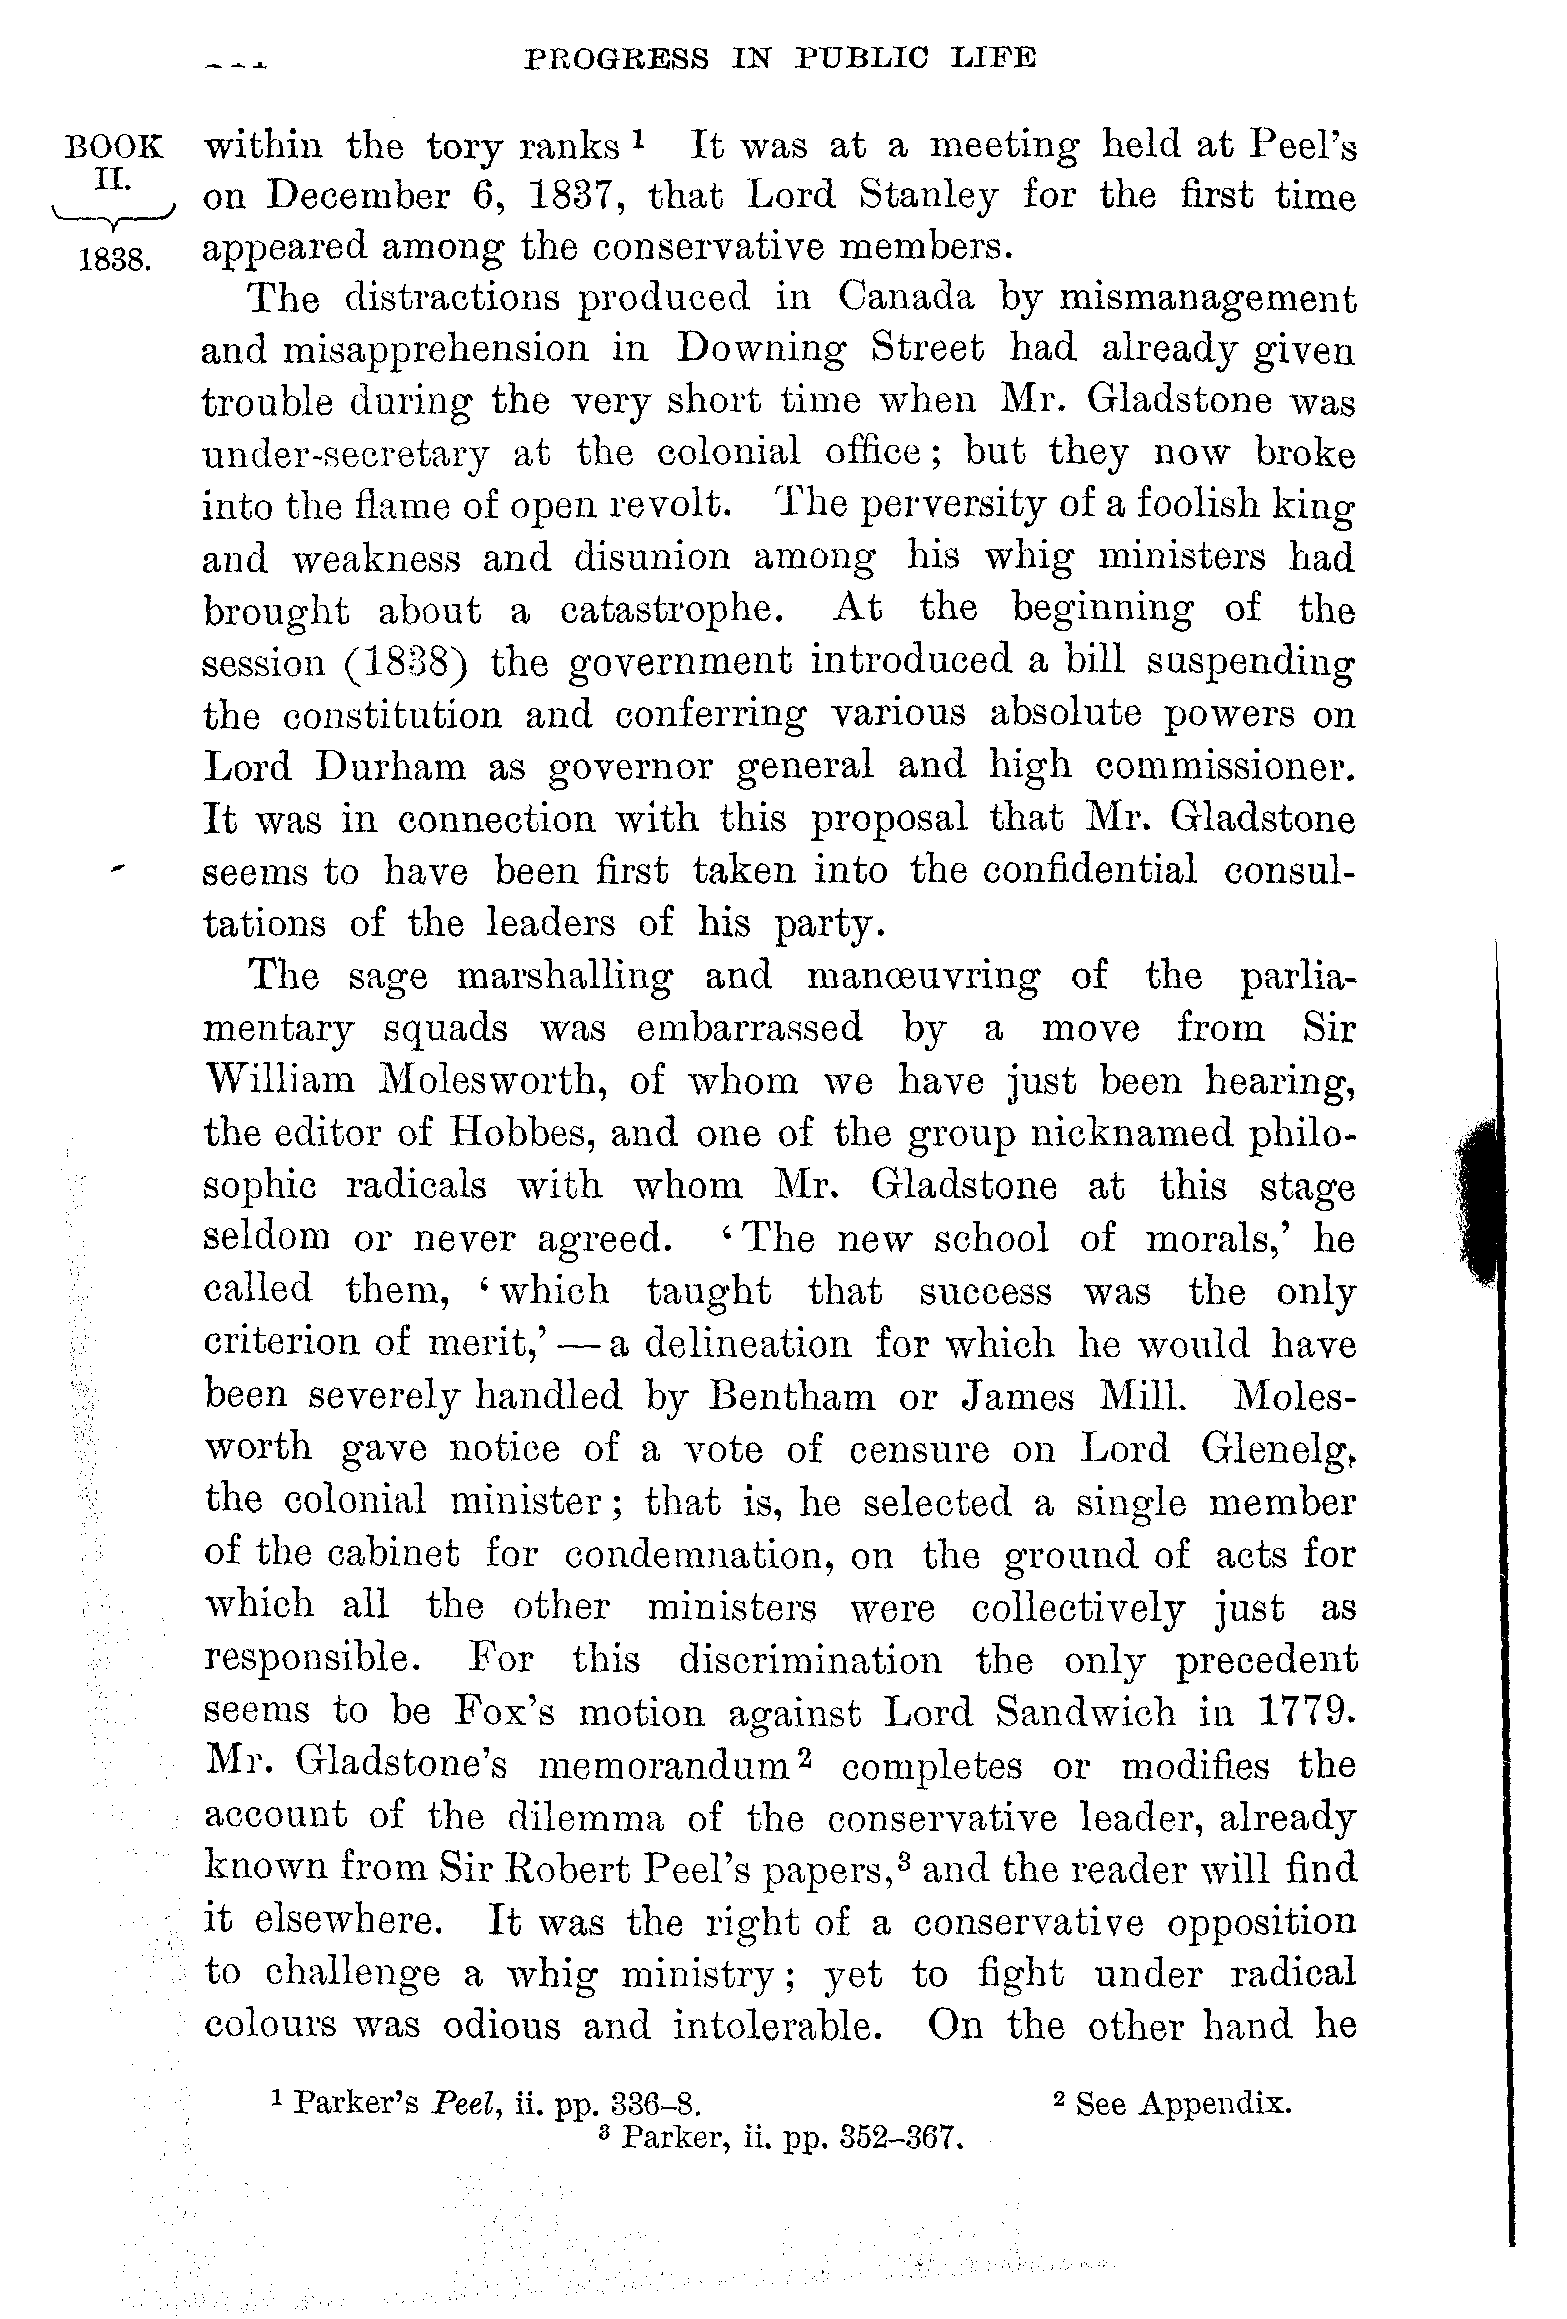 PROGRESS IN PUBLIC LIFE
BOOK
II.
1838.
within the tory ranks¹ It was at a meeting held at Peel's
on December 6, 1837, that Lord Stanley for the first time
appeared among the conservative members.
The distractions produced in Canada by mismanagement
and misapprehension in Downing Street had already given
trouble during the very short time when Mr. Gladstone was
under-secretary at the colonial office; but they now broke
into the flame of open revolt. The perversity of a foolish king
and weakness and disunion among his whig ministers had
brought about a catastrophe. At the beginning of the
session (1838) the government introduced a bill suspending
the constitution and conferring various absolute powers on
Lord Durham as governor general and high commissioner.
It was in connection with this proposal that Mr. Gladstone
seems to have been first taken into the confidential consul-
tations of the leaders of his party.
The sage marshalling and manœuvring of the parlia-
mentary squads was embarrassed by a move from Sir
William Molesworth, of whom we have just been hearing,
the editor of Hobbes, and one of the group nicknamed philo-
sophic radicals with whom Mr. Gladstone at this stage
seldom or never agreed. 'The new school of morals,' he
called them, 'which taught that success was the only
criterion of merit,' — a delineation for which he would have
been severely handled by Bentham or James Mill. Moles-
worth gave notice of a vote of censure on Lord Glenelg,
the colonial minister; that is, he selected a single member
of the cabinet for condemnation, on the ground of acts for
which all the other ministers were collectively just as
responsible. For this discrimination the only precedent
seems to be Fox's motion against Lord Sandwich in 1779.
Mr. Gladstone's memorandum² completes or modifies the
account of the dilemma of the conservative leader, already
known from Sir Robert Peel's papers,³ and the reader will find
it elsewhere. It was the right of a conservative opposition
to challenge a whig ministry; yet to fight under radical
colours was odious and intolerable. On the other hand he
¹ Parker's Peel, ii. pp. 336–8. ² See Appendix.
³ Parker, ii. pp. 352–367.